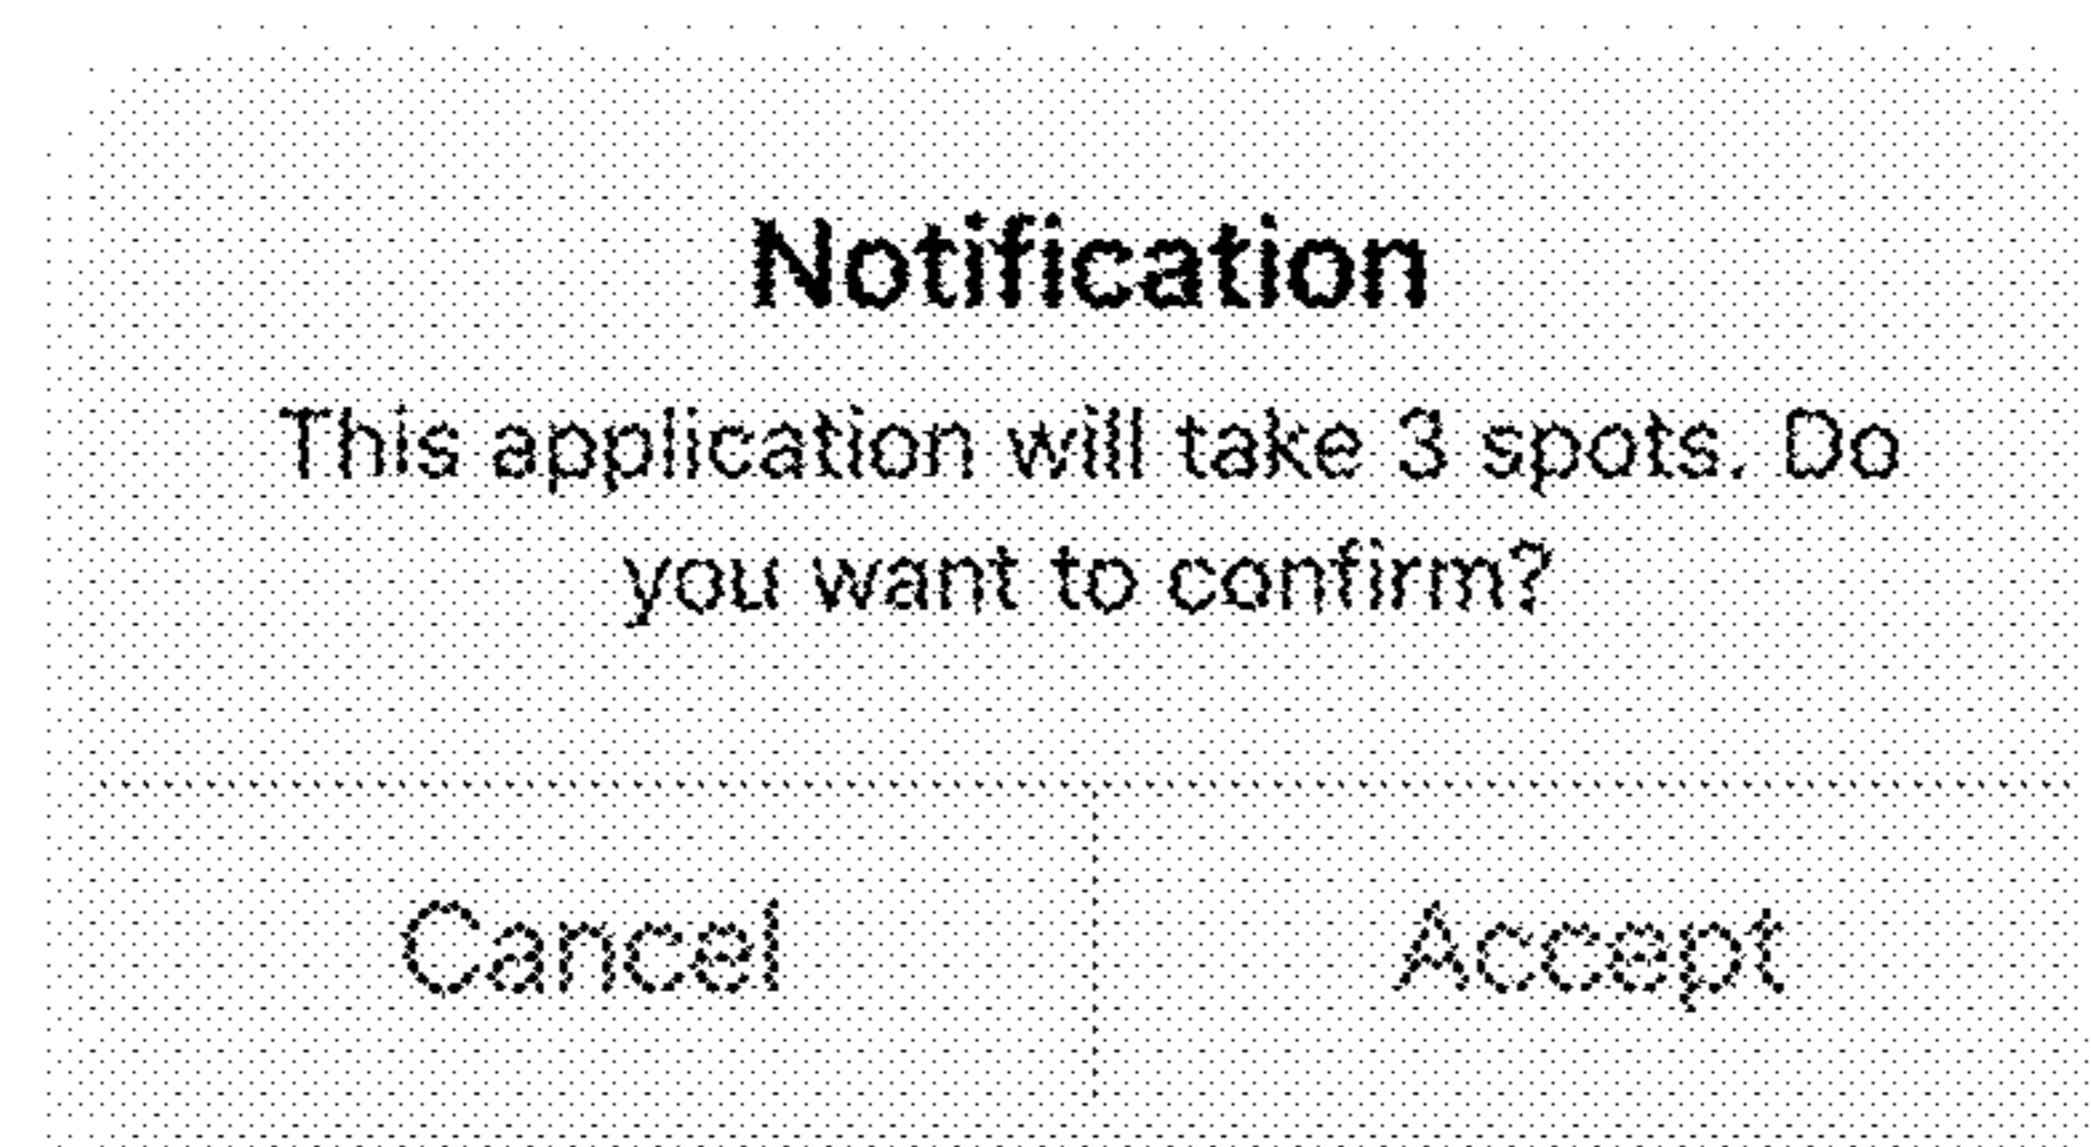 Notification
This application will take 3 spots. Do
you want to confirm?
Cancel
Accept